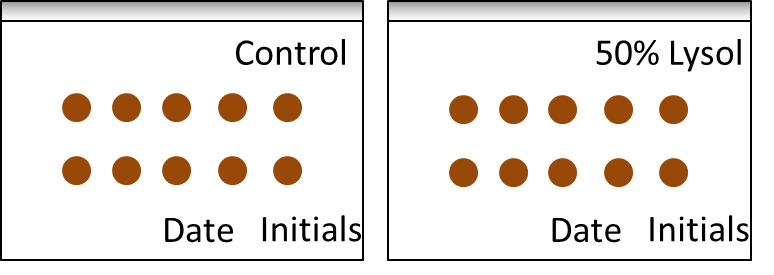 Control
Date Initials
50% Lysol
Date Initials